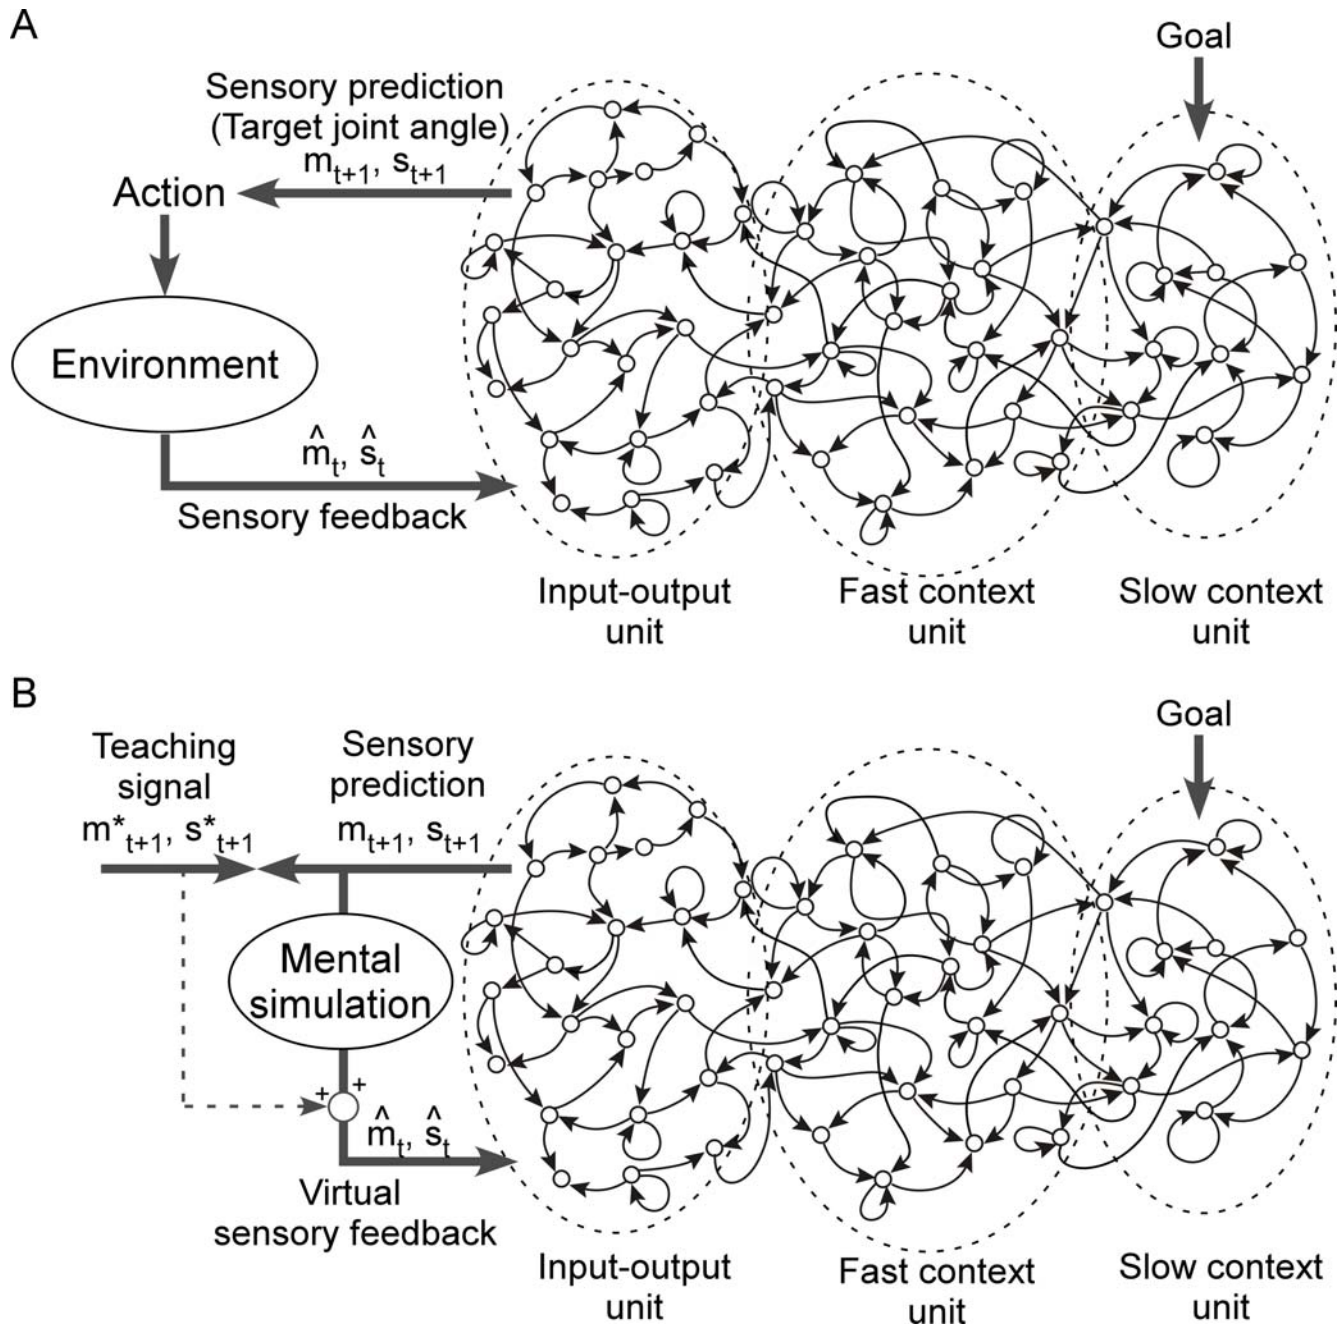 A
Goal
Sensory prediction
(Target joint angle)
m_{t+1}, s_{t+1}
Action
Environment
m̂_t, ŝ_t
Sensory feedback
Input-output
unit
Fast context
unit
Slow context
unit
B
Goal
Teaching
signal
m*_{t+1}, s*_{t+1}
Sensory
prediction
m_{t+1}, s_{t+1}
Mental
simulation
+ +
m̂_t, ŝ_t
Virtual
sensory feedback
Input-output
unit
Fast context
unit
Slow context
unit